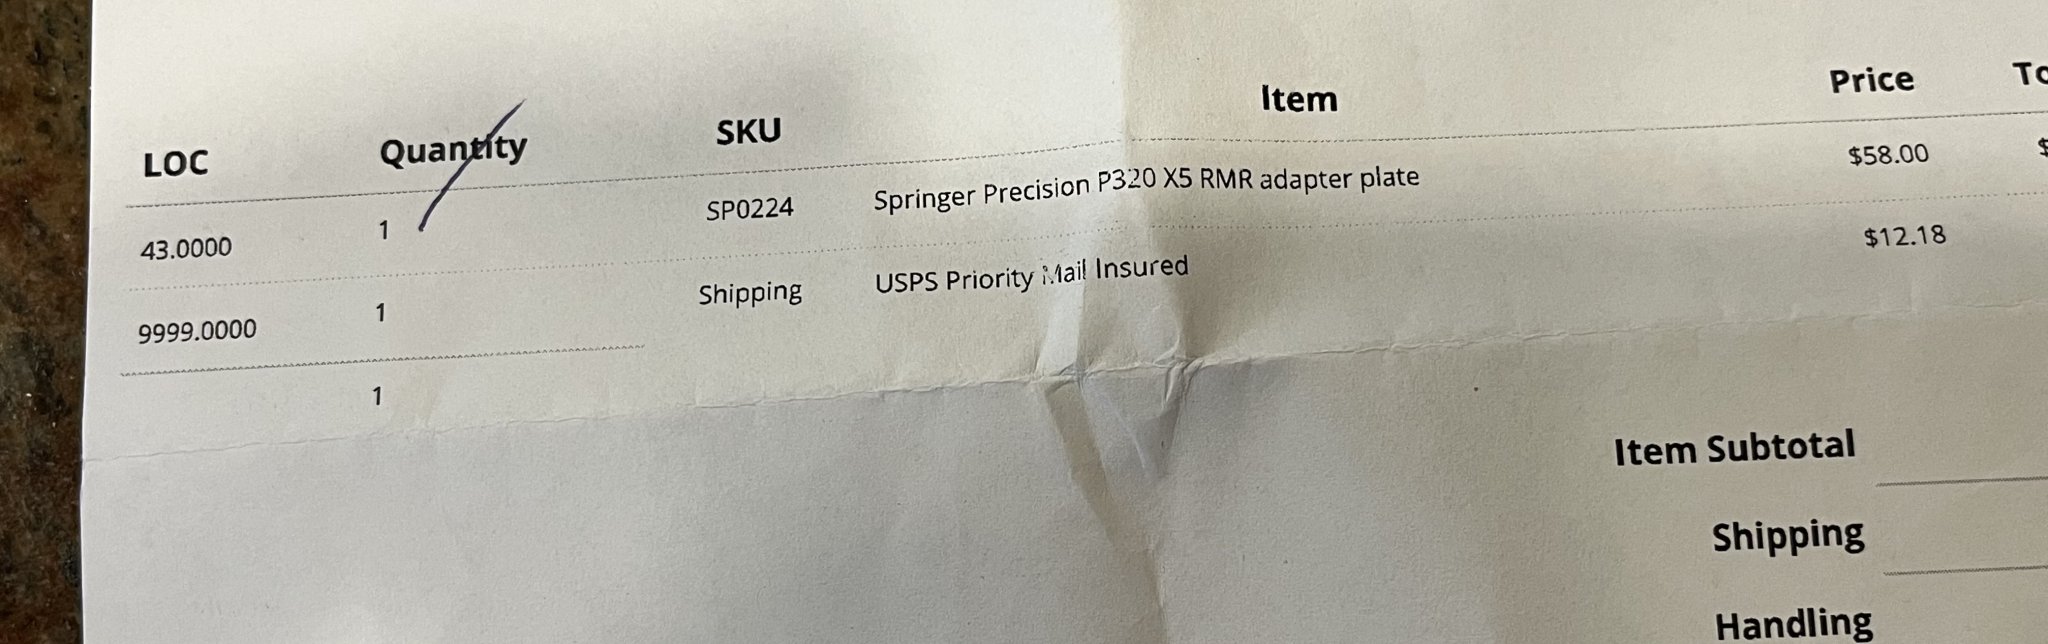 LOC Quantity SKU Item Price To
43.0000 1 SP0224 Springer Precision P320 X5 RMR adapter plate $58.00 $
9999.0000 1 Shipping USPS Priority Mail Insured $12.18
1
Item Subtotal
Shipping
Handling